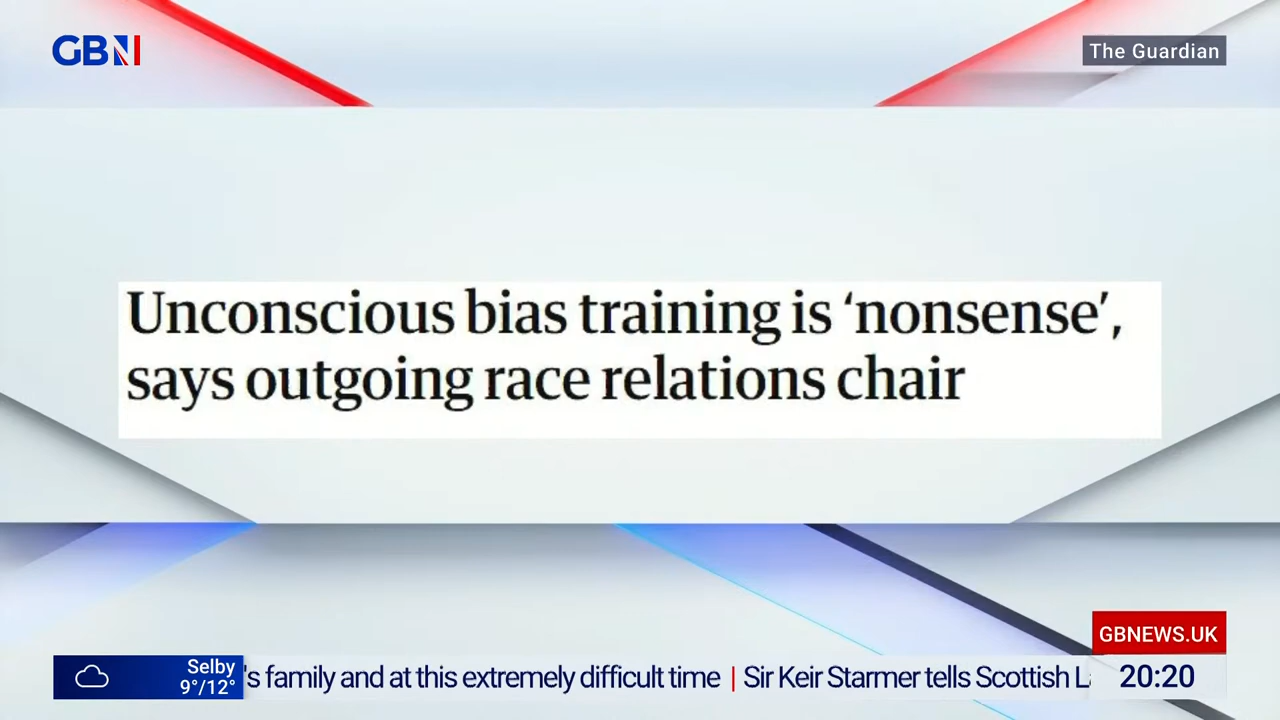 GBN
The Guardian
Unconscious bias training is ‘nonsense’,
says outgoing race relations chair
GBNEWS.UK
Selby
9°/12°
's family and at this extremely difficult time | Sir Keir Starmer tells Scottish
20:20